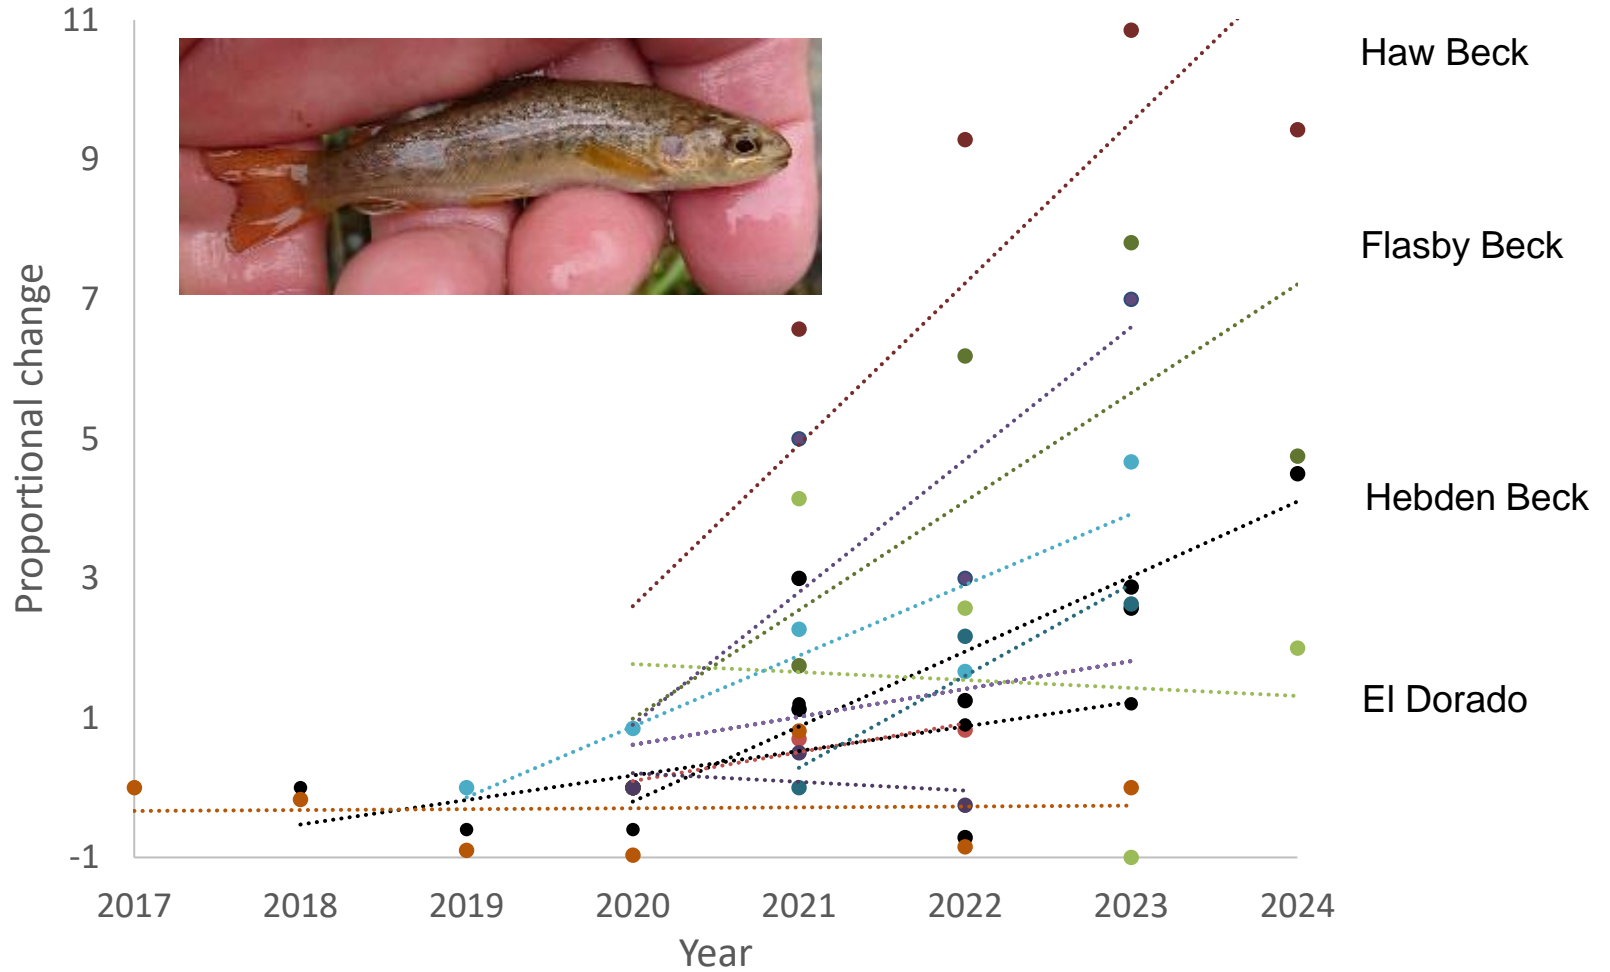 11
9
7
5
3
1
-1
Proportional change
2017 2018 2019 2020 2021 2022 2023 2024
Year
Haw Beck
Flasby Beck
Hebden Beck
El Dorado